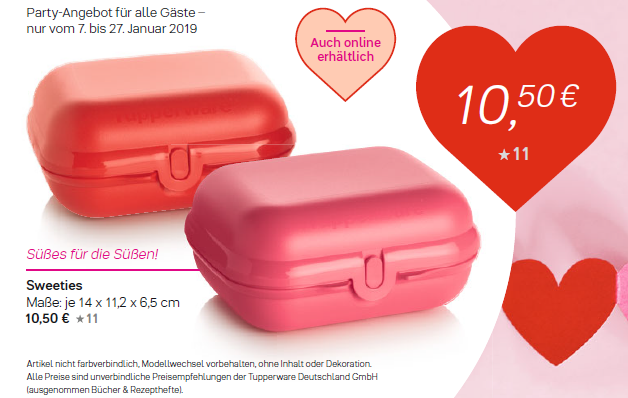 Party-Angebot für alle Gäste –
nur vom 7. bis 27. Januar 2019
Auch online
erhältlich
10,50 €
★11
Tupperware
Süßes für die Süßen!
Sweeties
Maße: je 14 x 11,2 x 6,5 cm
10,50 € ★11
Artikel nicht farbverbindlich, Modellwechsel vorbehalten, ohne Inhalt oder Dekoration.
Alle Preise sind unverbindliche Preisempfehlungen der Tupperware Deutschland GmbH
(ausgenommen Bücher & Rezepthefte).